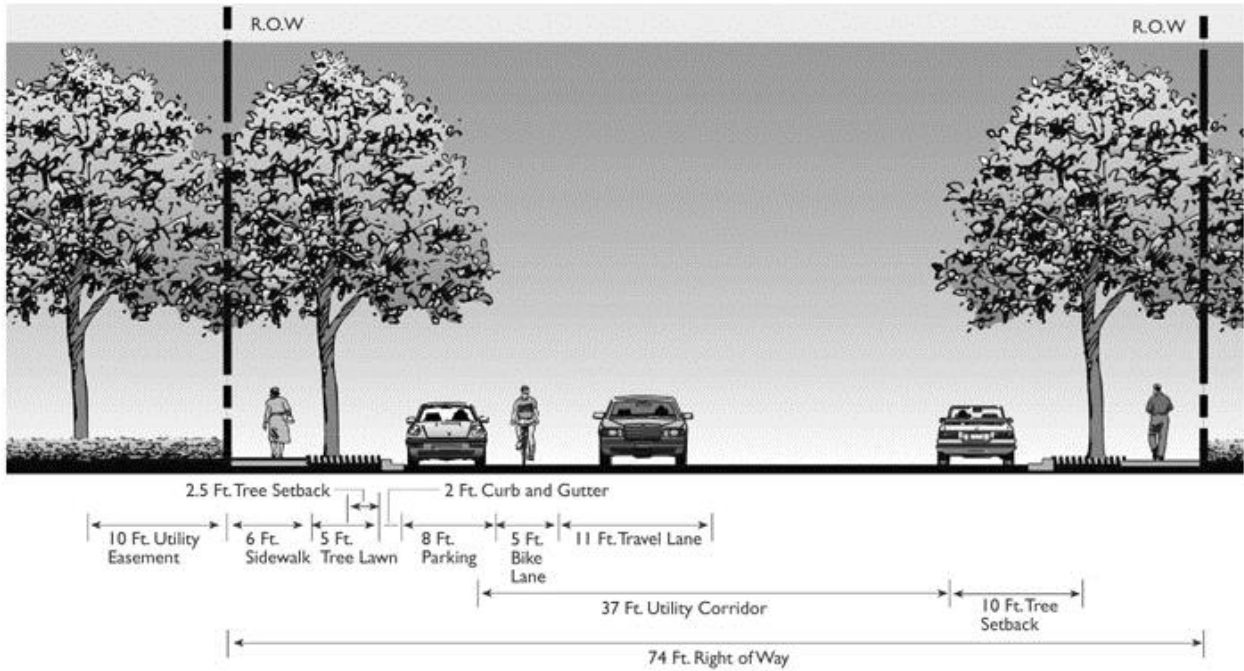 R.O.W
R.O.W
2.5 Ft. Tree Setback
2 Ft. Curb and Gutter
10 Ft. Utility
Easement
6 Ft.
Sidewalk
5 Ft.
Tree Lawn
8 Ft.
Parking
5 Ft.
Bike
Lane
11 Ft. Travel Lane
37 Ft. Utility Corridor
10 Ft. Tree
Setback
74 Ft. Right of Way